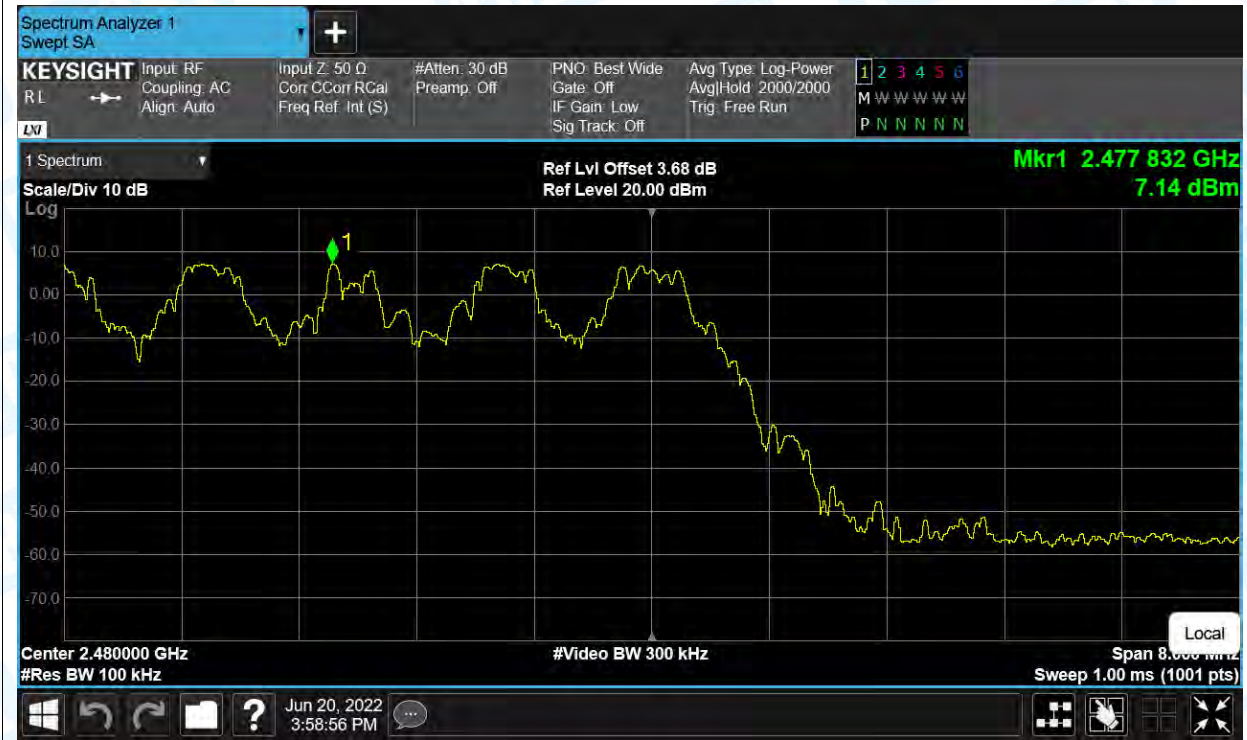 Spectrum Analyzer 1
Swept SA
KEYSIGHT
R L
LXI
Input: RF
Coupling: AC
Align: Auto
Input Z: 50 Ω
Corr CCorr RCal
Freq Ref: Int (S)
#Atten: 30 dB
Preamp: Off
PNO: Best Wide
Gate: Off
IF Gain: Low
Sig Track: Off
Avg Type: Log-Power
Avg|Hold: 2000/2000
Trig: Free Run
1 2 3 4 5 6
M W W W W W
P N N N N N
1 Spectrum
Scale/Div 10 dB
Ref Lvl Offset 3.68 dB
Ref Level 20.00 dBm
Mkr1 2.477 832 GHz
7.14 dBm
Log
1
10.0
0.00
-10.0
-20.0
-30.0
-40.0
-50.0
-60.0
-70.0
Local
Center 2.480000 GHz
#Res BW 100 kHz
#Video BW 300 kHz
Span
Sweep 1.00 ms (1001 pts)
?
Jun 20, 2022
3:58:56 PM